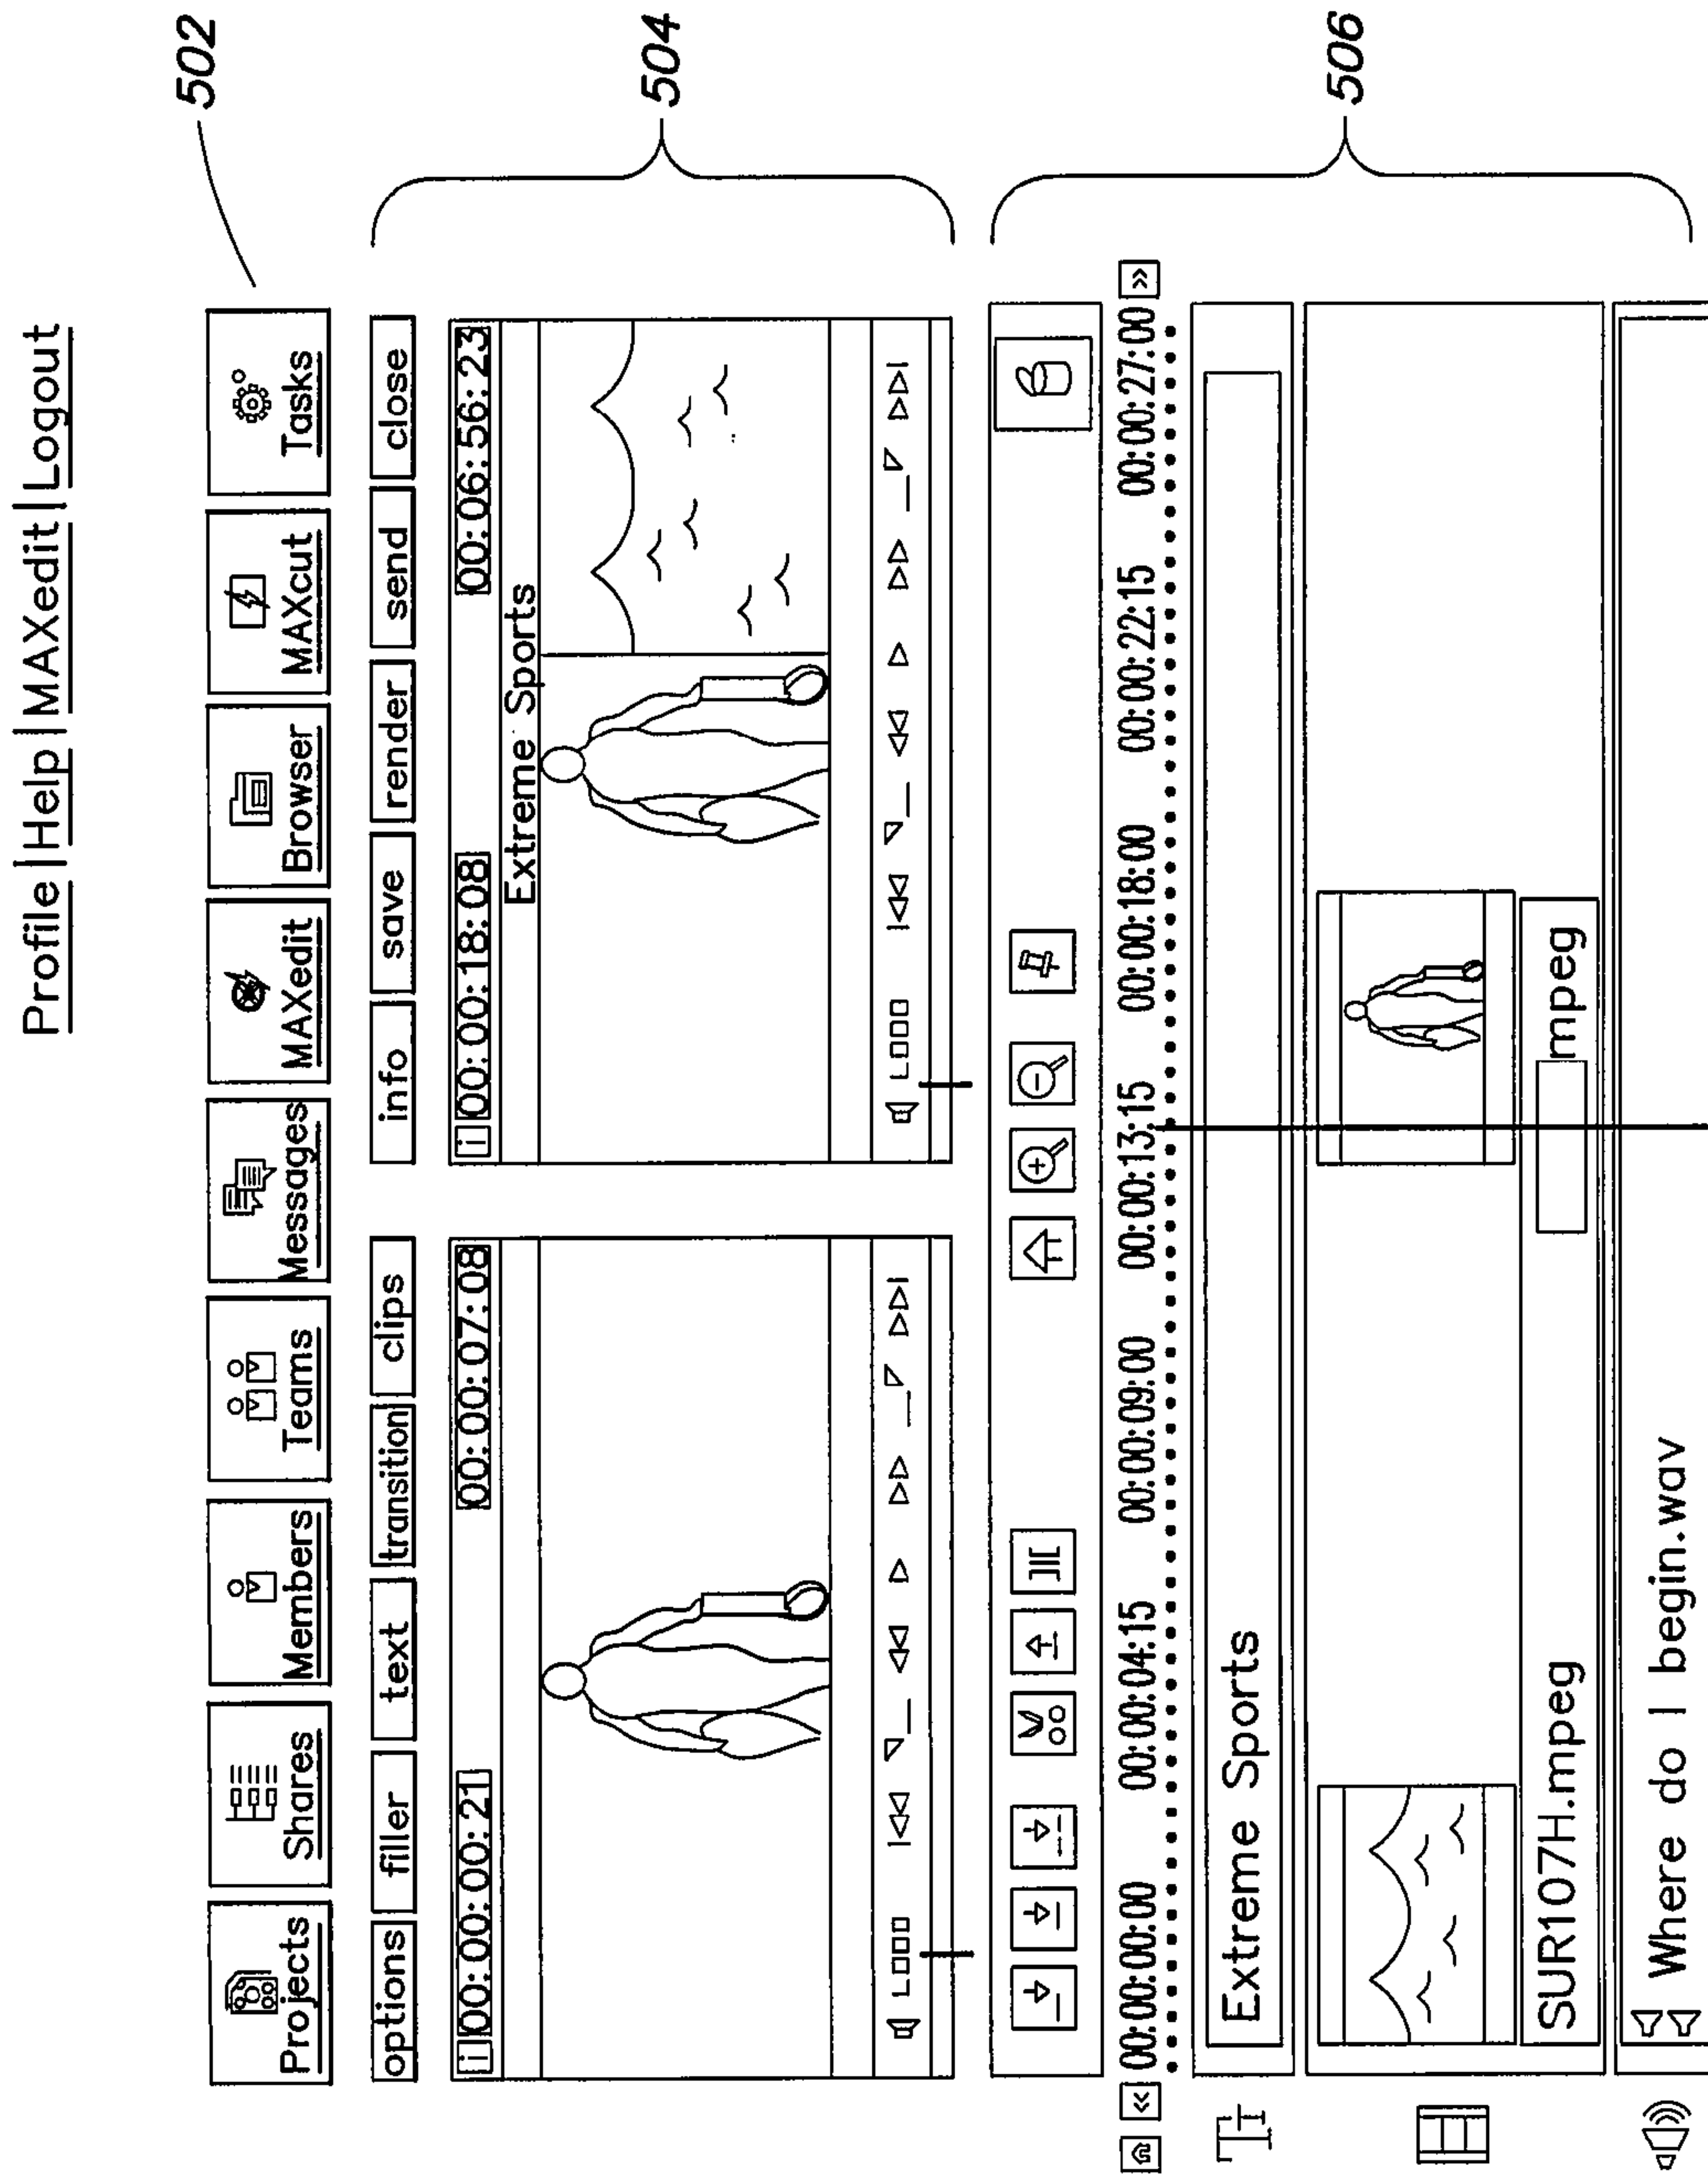 Profile | Help | MAXedit | Logout
502
Projects Shares Members Teams Messages MAXedit Browser MAXcut Tasks
options filler text transition clips info save render send close
504
i 00:00:00:21 00:00:07:08 i 00:00:18:08 00:06:56:23
Extreme Sports
506
00:00:00:00 00:00:04:15 00:00:09:00 00:00:13:15 00:00:18:00 00:00:22:15 00:00:27:00
Extreme Sports
SUR107H.mpeg mpeg
Where do I begin.wav